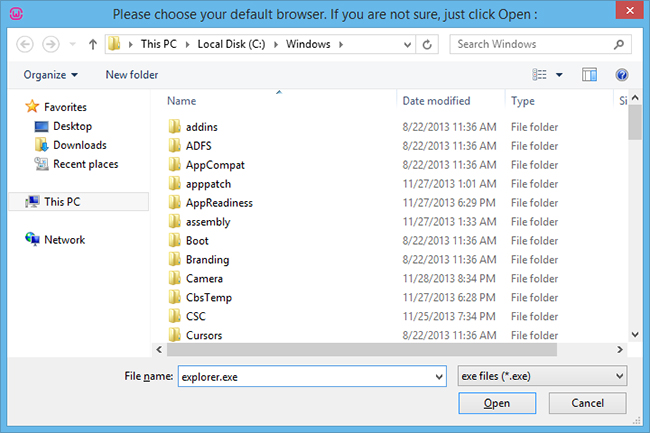 Please choose your default browser. If you are not sure, just click Open :
This PC Local Disk (C:) Windows
Search Windows
Organize New folder
Favorites
Desktop
Downloads
Recent places
This PC
Network
Name Date modified Type Si
addins 8/22/2013 11:36 AM File folder
ADFS 8/22/2013 11:36 AM File folder
AppCompat 8/22/2013 11:36 AM File folder
apppatch 11/27/2013 1:01 AM File folder
AppReadiness 11/27/2013 6:29 PM File folder
assembly 11/27/2013 1:33 AM File folder
Boot 8/22/2013 11:36 AM File folder
Branding 8/22/2013 11:36 AM File folder
Camera 11/28/2013 8:34 PM File folder
CbsTemp 11/27/2013 6:28 PM File folder
CSC 11/25/2013 7:34 PM File folder
Cursors 8/22/2013 11:36 AM File folder
File name: explorer.exe exe files (*.exe)
Open Cancel